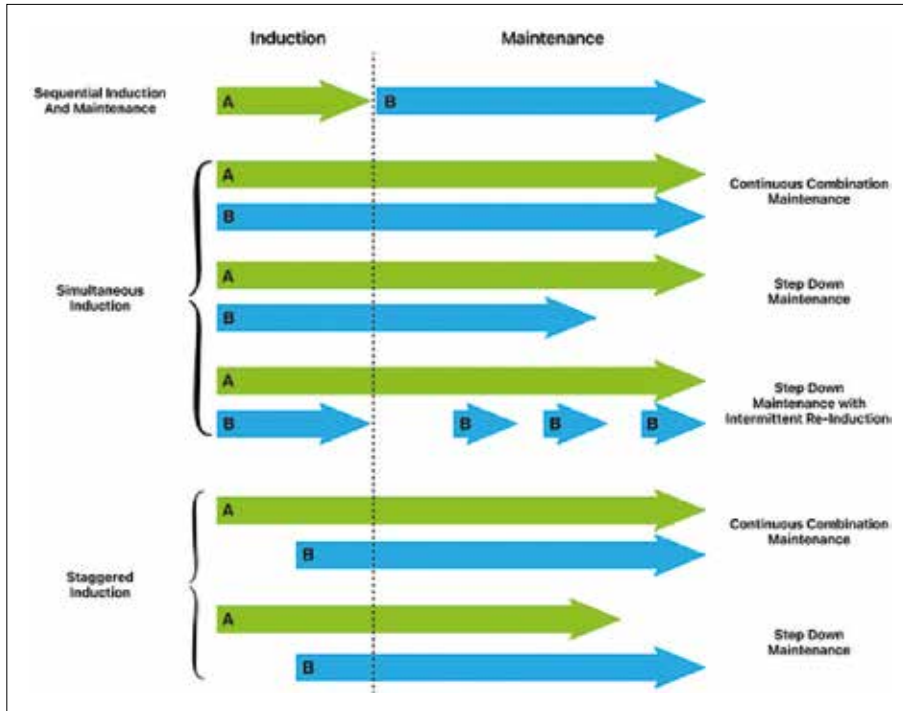 Induction
Maintenance
Sequential Induction
And Maintenance
A
B
Simultaneous
Induction
A
B
Continuous Combination
Maintenance
A
B
Step Down
Maintenance
A
B
B
B
B
Step Down
Maintenance with
Intermittent Re-Induction
Staggered
Induction
A
B
Continuous Combination
Maintenance
A
B
Step Down
Maintenance